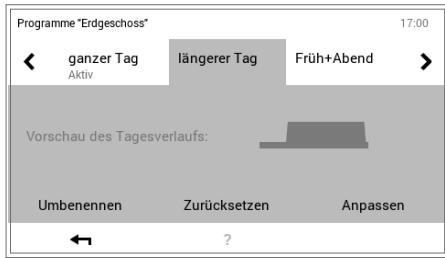 Programme "Erdgeschoss" 17:00
ganzer Tag längerer Tag Früh+Abend
Aktiv
Vorschau des Tagesverlaufs:
Umbenennen Zurücksetzen Anpassen
?